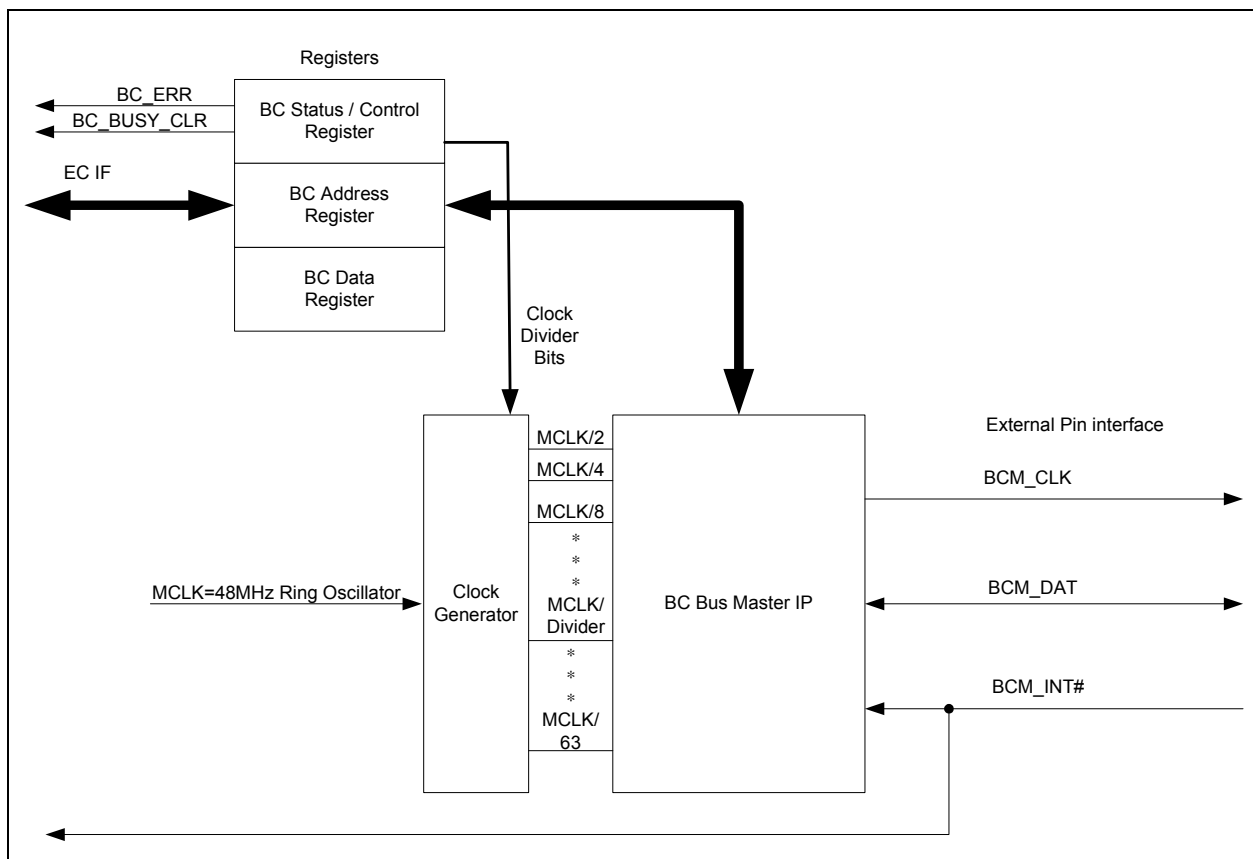 Registers
BC_ERR
BC_BUSY_CLR
BC Status / Control
Register
EC IF
BC Address
Register
BC Data
Register
Clock
Divider
Bits
MCLK/2
MCLK/4
MCLK/8
*
*
*
MCLK/
Divider
*
*
*
MCLK/
63
MCLK=48MHz Ring Oscillator
Clock
Generator
BC Bus Master IP
External Pin interface
BCM_CLK
BCM_DAT
BCM_INT#